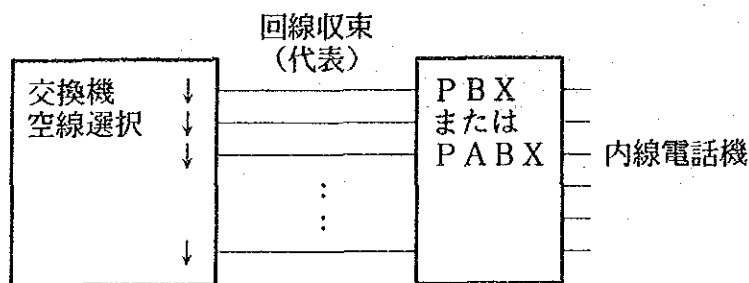 回線収束
(代表)
交換機
空線選択
↓
↓
↓
↓
PBX
または
PABX
内線電話機